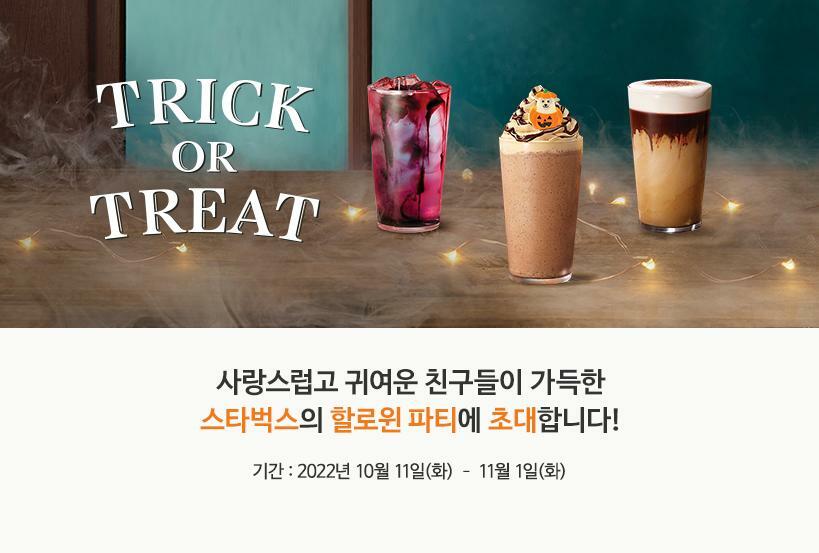 TRICK
OR
TREAT
사랑스럽고 귀여운 친구들이 가득한
스타벅스의 할로윈 파티에 초대합니다!
기간 : 2022년 10월 11일(화) - 11월 1일(화)